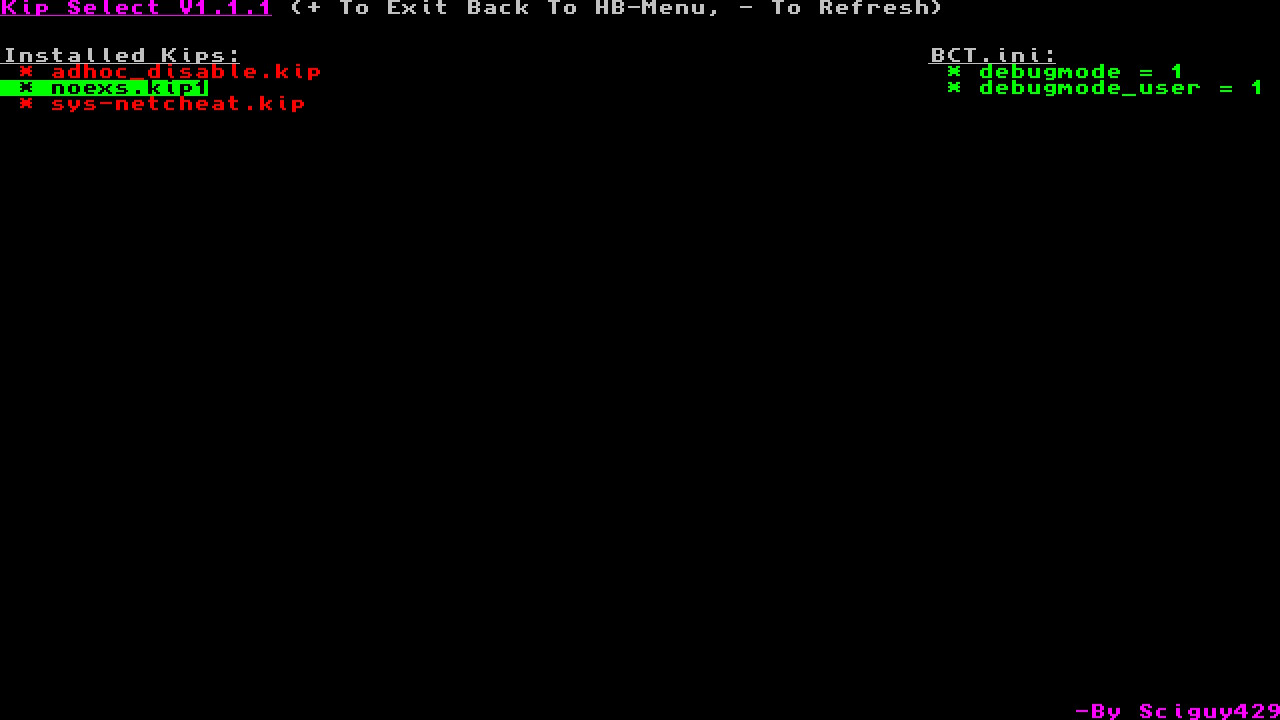 Kip Select V1.1.1 (+ To Exit Back To HB-Menu, - To Refresh)
Installed Kips:
* adhoc_disable.kip
* noexs.kip1
* sys-netcheat.kip
BCT.ini:
* debugmode = 1
* debugmode_user = 1
-By Sciguy429